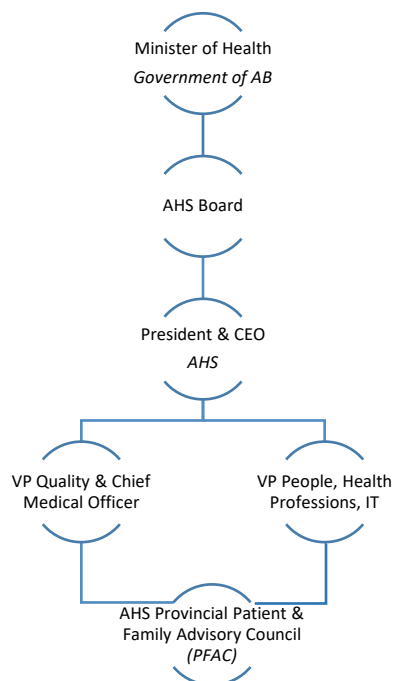 Minister of Health
Government of AB
AHS Board
President & CEO
AHS
VP Quality & Chief
Medical Officer
VP People, Health
Professions, IT
AHS Provincial Patient &
Family Advisory Council
(PFAC)